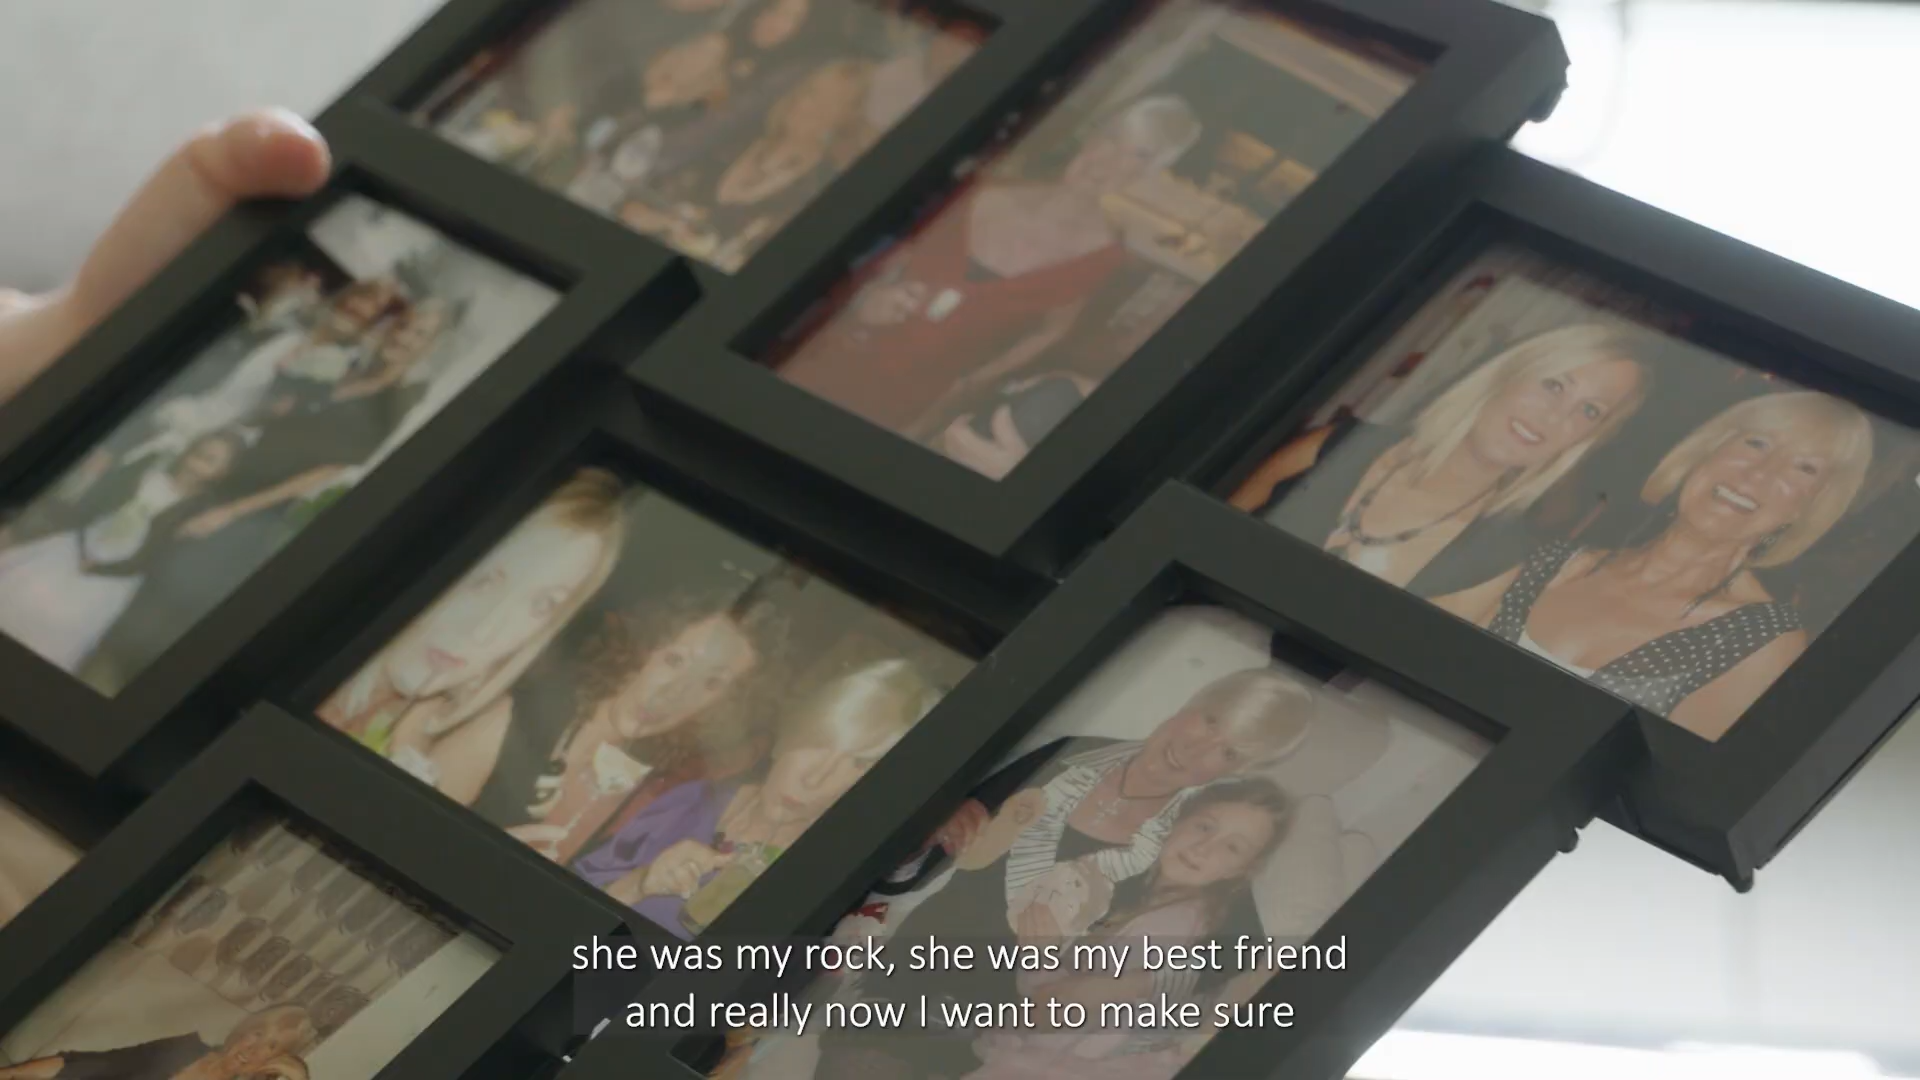 she was my rock, she was my best friend
and really now I want to make sure